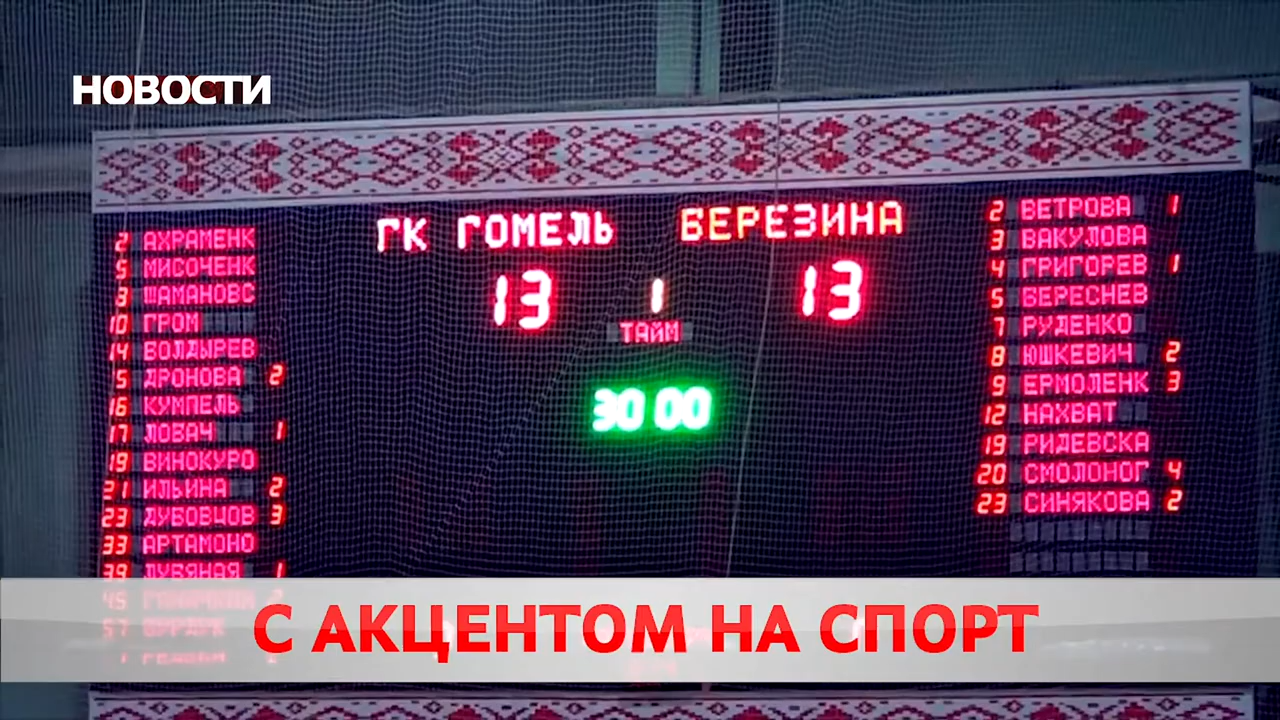 НОВОСТИ
ГК ГОМЕЛЬ БЕРЕЗИНА
13 1 13
ТАЙМ
30 00
2 АХРАМЕНК
5 МИСОЧЕНК
8 ШАМАНОВС
10 ГРОМ
14 БОЛДЫРЕВ
15 ДРОНОВА 2
16 КУМПЕЛЬ
17 ЛОВАЧ 1
19 ВИНОКУРО
21 ИЛЬИНА 2
23 ДУБОВЦОВ 3
33 АРТАМОНО
39 ЛУБЯНАЯ 1
2 ВЕТРОВА 1
3 ВАКУЛОВА
4 ГРИГОРЕВ 1
5 БЕРЕСНЕВ
7 РУДЕНКО
8 ЮШКЕВИЧ 2
9 ЕРМОЛЕНК 3
12 НАХВАТ
19 РИДЕВСКА
20 СМОЛОНОГ 4
23 СИНЯКОВА 2
С АКЦЕНТОМ НА СПОРТ